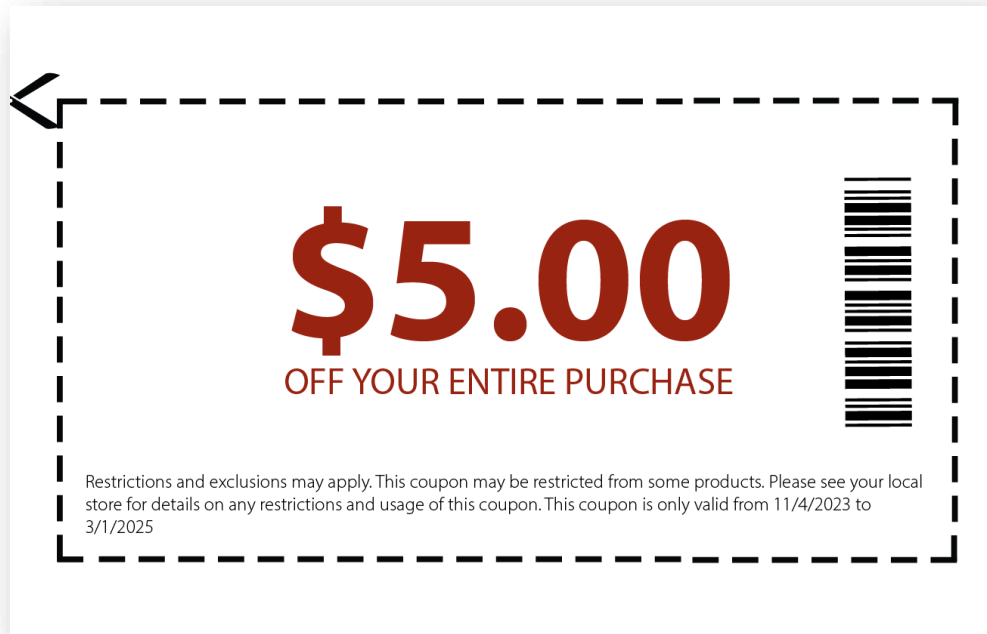 $5.00
OFF YOUR ENTIRE PURCHASE
Restrictions and exclusions may apply. This coupon may be restricted from some products. Please see your local
store for details on any restrictions and usage of this coupon. This coupon is only valid from 11/4/2023 to
3/1/2025